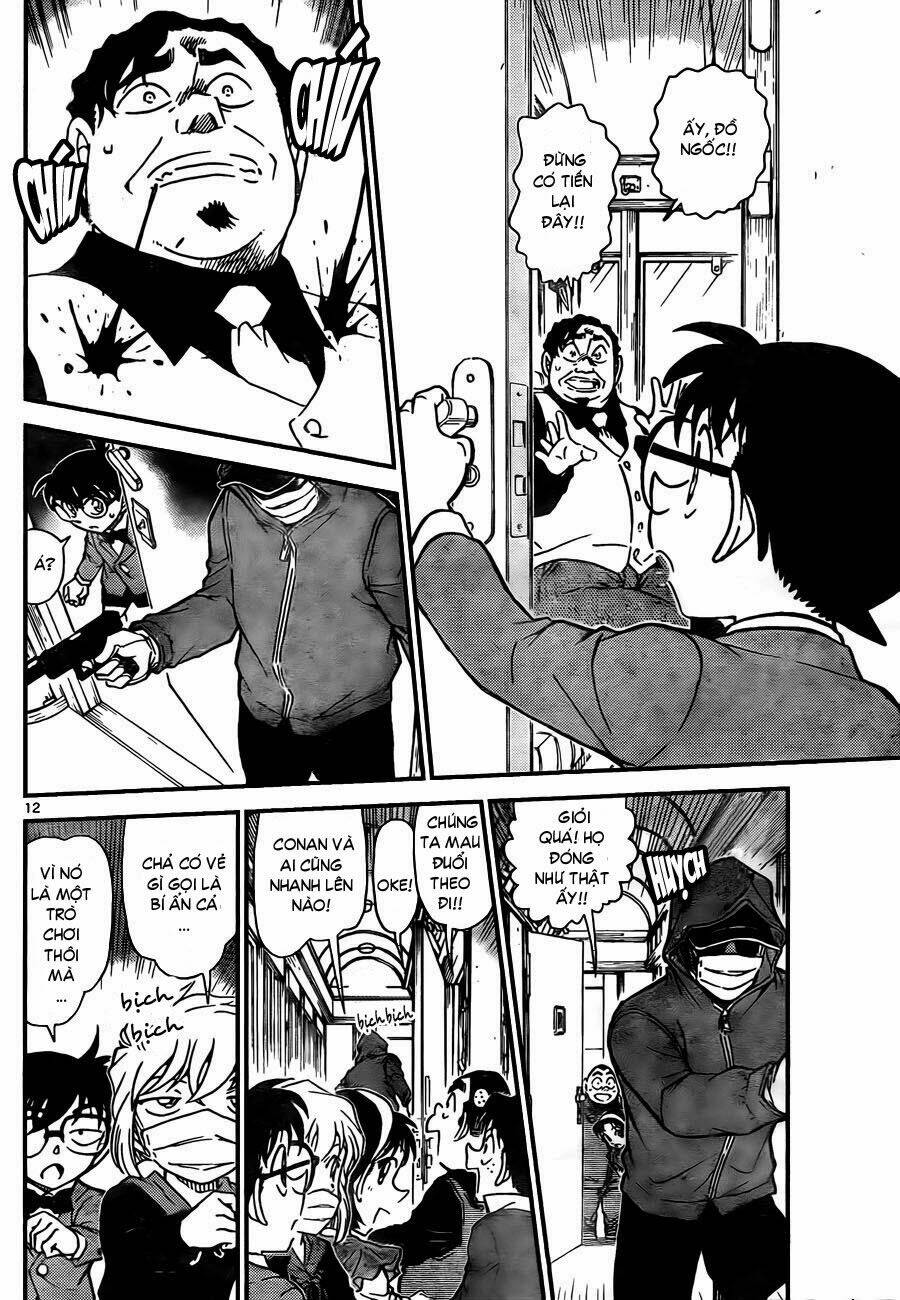 ẤY, ĐỒ
NGỐC!!
ĐỪNG
CÓ TIẾN
LẠI
ĐÂY!!
CHÍU
CHÍU
Á?
12
GIỎI
QUÁ! HỌ
ĐÓNG
NHƯ THẬT
ẤY!!
HUỴCH
CHÚNG
TA MAU
ĐUỔI
THEO
ĐI!!
OKE!
CONAN VÀ
AI CŨNG
NHANH LÊN
NÀO!
bịch bịch
CHẢ CÓ VẺ
GÌ GỌI LÀ
BÍ ẨN CẢ
...
bịch
bịch
VÌ NÓ
LÀ MỘT
TRÒ
CHƠI
THÔI
MÀ
...